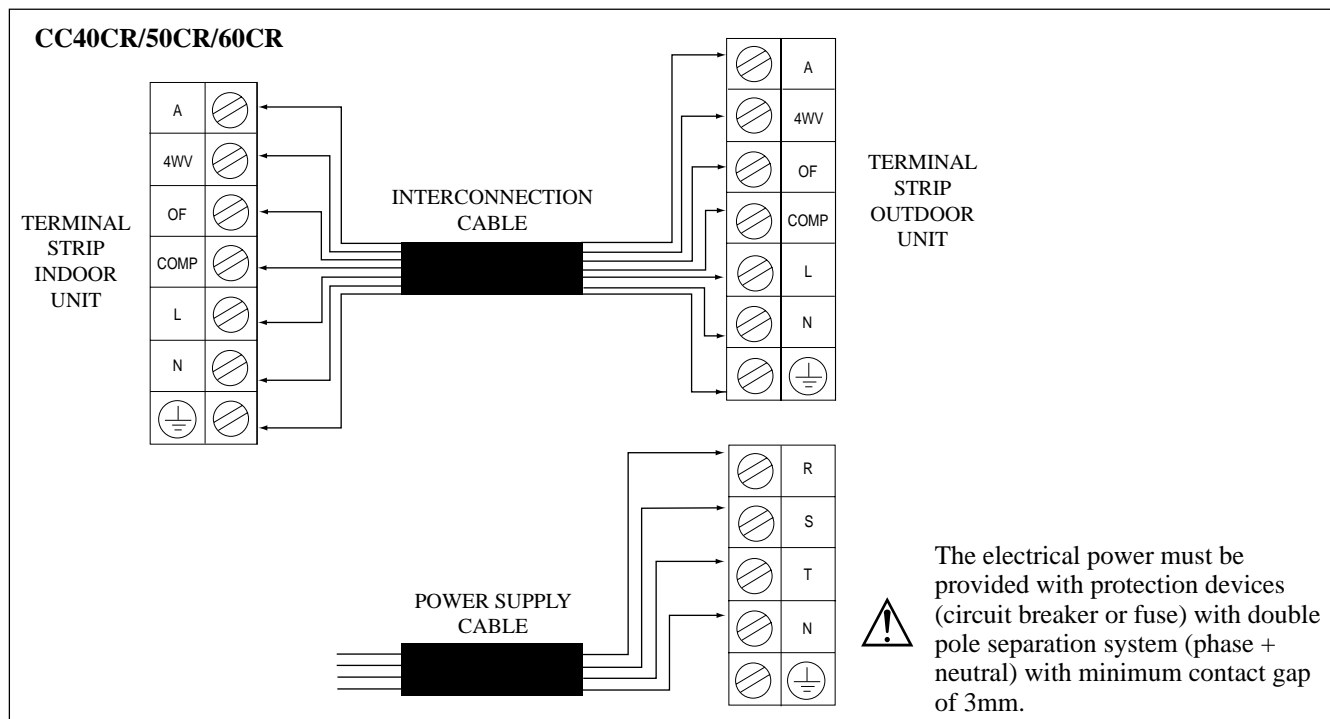 CC40CR/50CR/60CR
TERMINAL
STRIP
INDOOR
UNIT
A
4WV
OF
COMP
L
N
INTERCONNECTION
CABLE
A
4WV
OF
COMP
L
N
TERMINAL
STRIP
OUTDOOR
UNIT
POWER SUPPLY
CABLE
R
S
T
N
The electrical power must be
provided with protection devices
(circuit breaker or fuse) with double
pole separation system (phase +
neutral) with minimum contact gap
of 3mm.